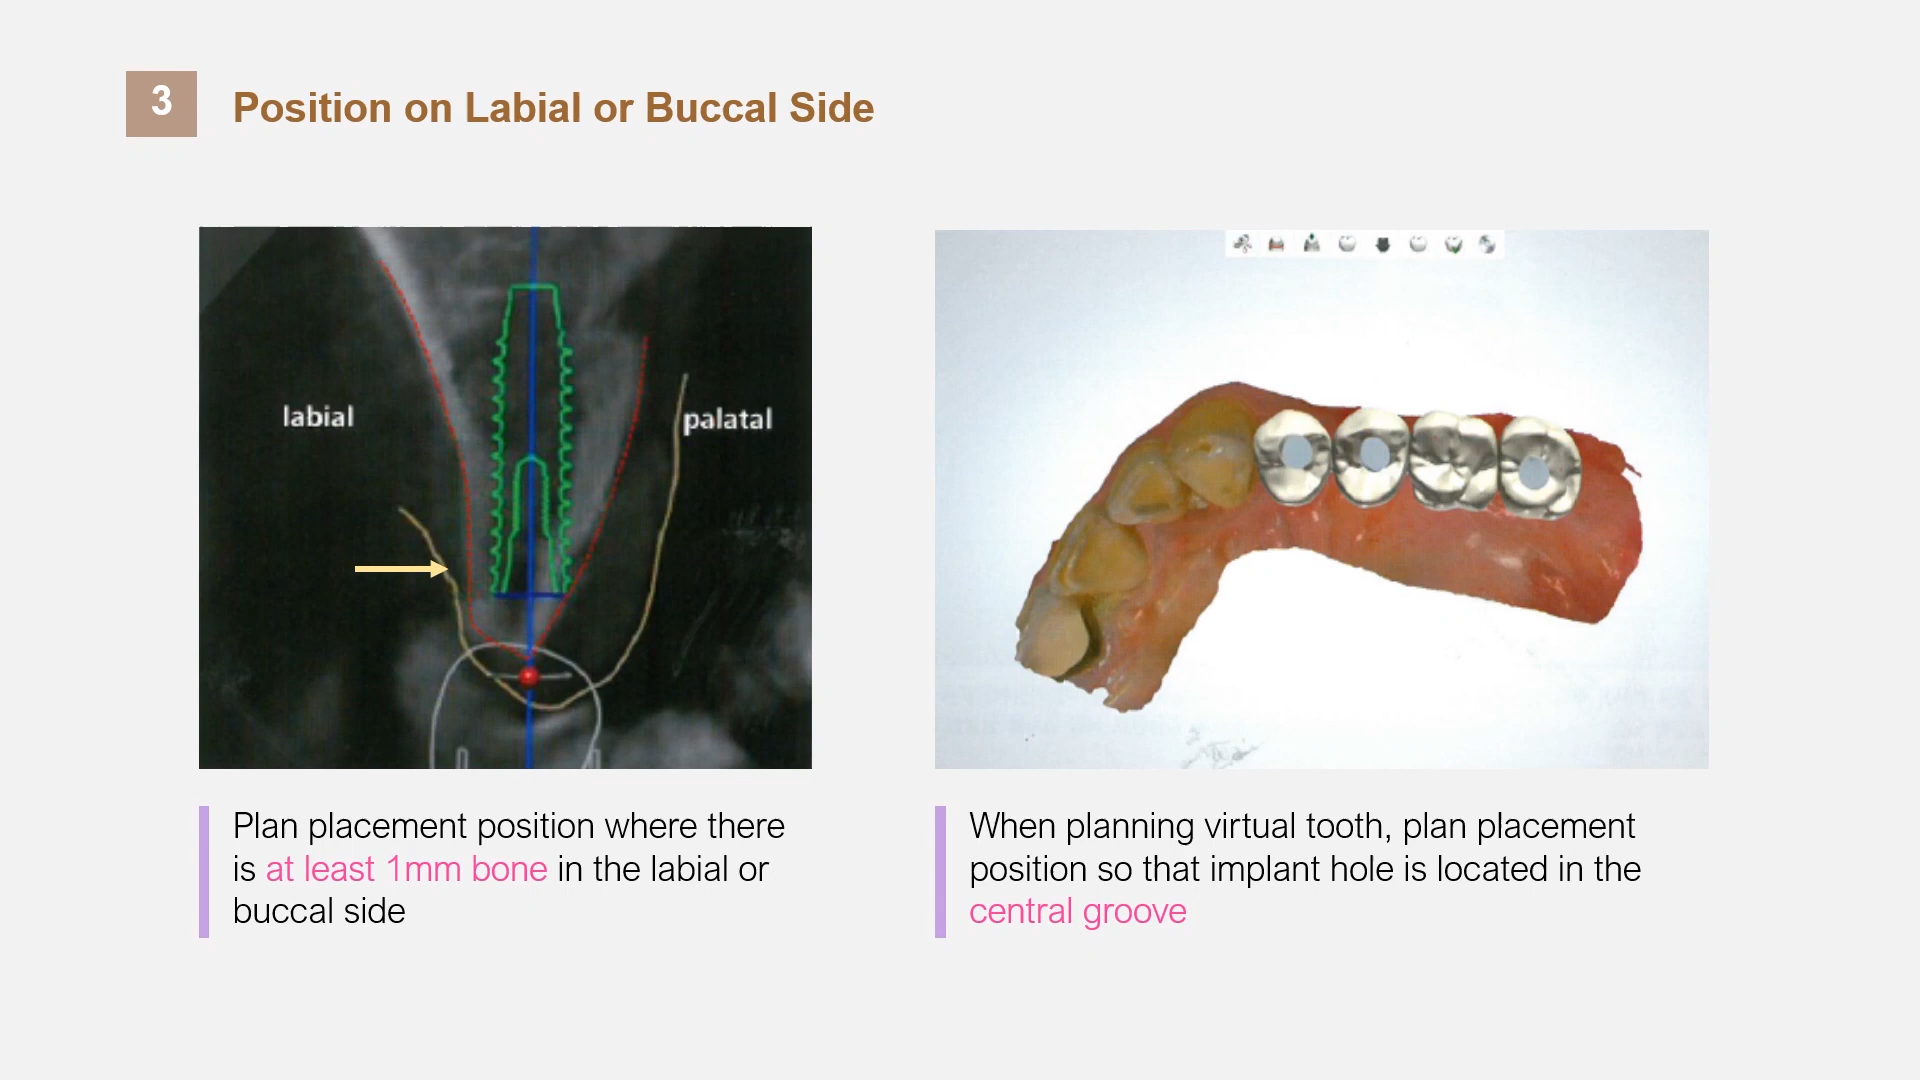 3
Position on Labial or Buccal Side
labial
palatal
Plan placement position where there
is at least 1mm bone in the labial or
buccal side
When planning virtual tooth, plan placement
position so that implant hole is located in the
central groove